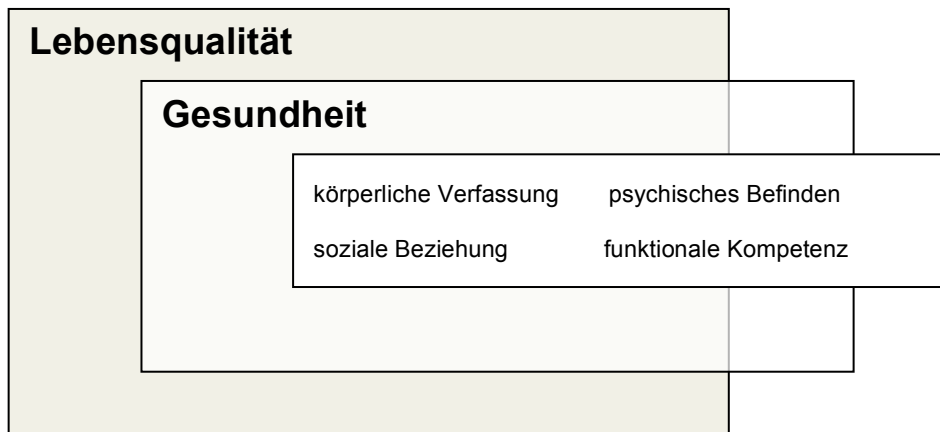 Lebensqualität
Gesundheit
körperliche Verfassung psychisches Befinden
soziale Beziehung funktionale Kompetenz